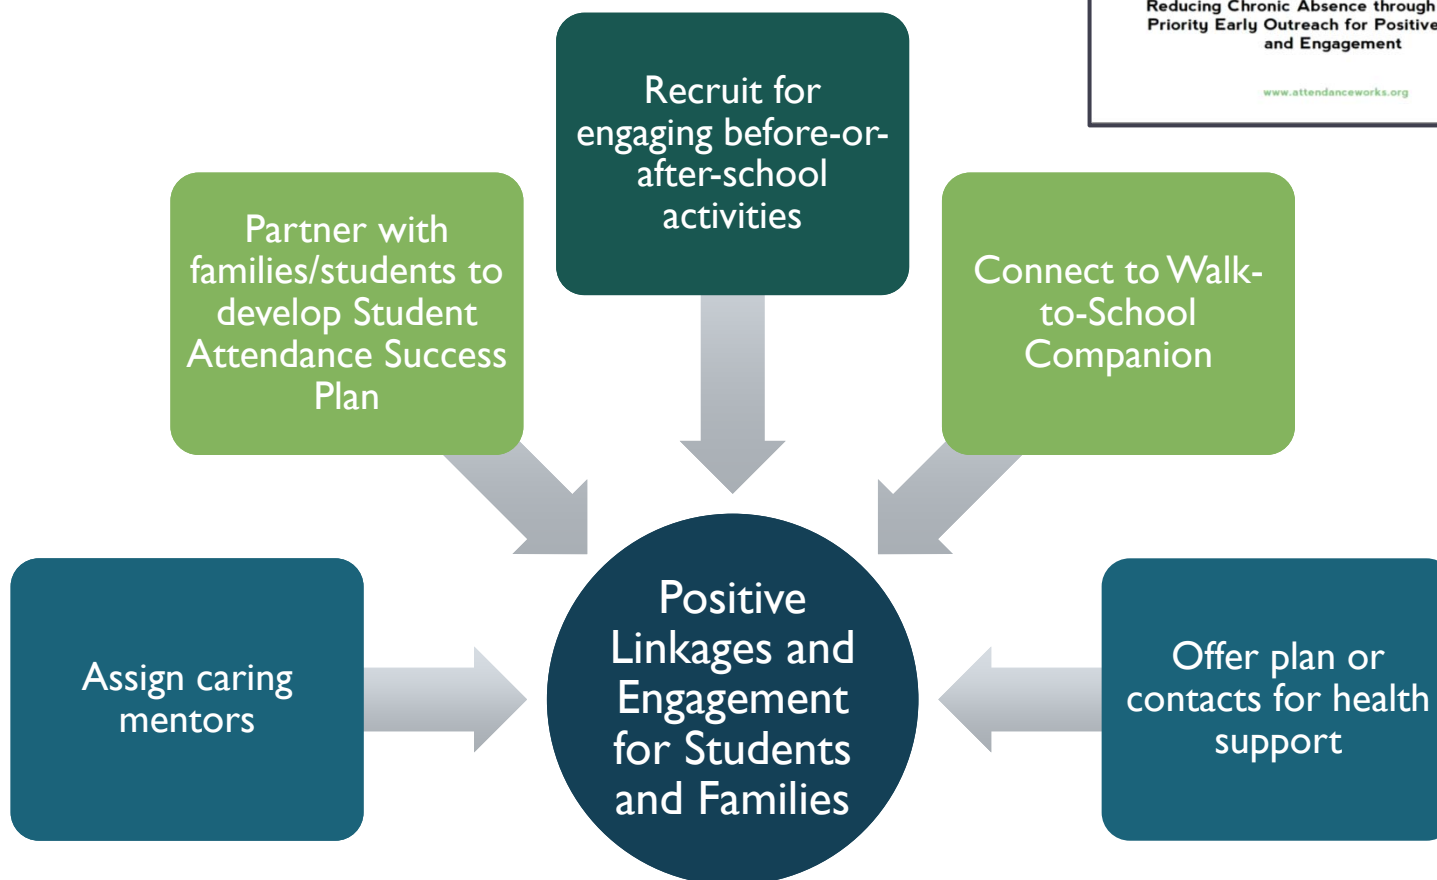 Reducing Chronic Absence through
Priority Early Outreach for Positive
and Engagement
www.attendanceworks.org
Recruit for
engaging before-or-
after-school
activities
Partner with
families/students to
develop Student
Attendance Success
Plan
Connect to Walk-
to-School
Companion
Assign caring
mentors
Positive
Linkages and
Engagement
for Students
and Families
Offer plan or
contacts for health
support